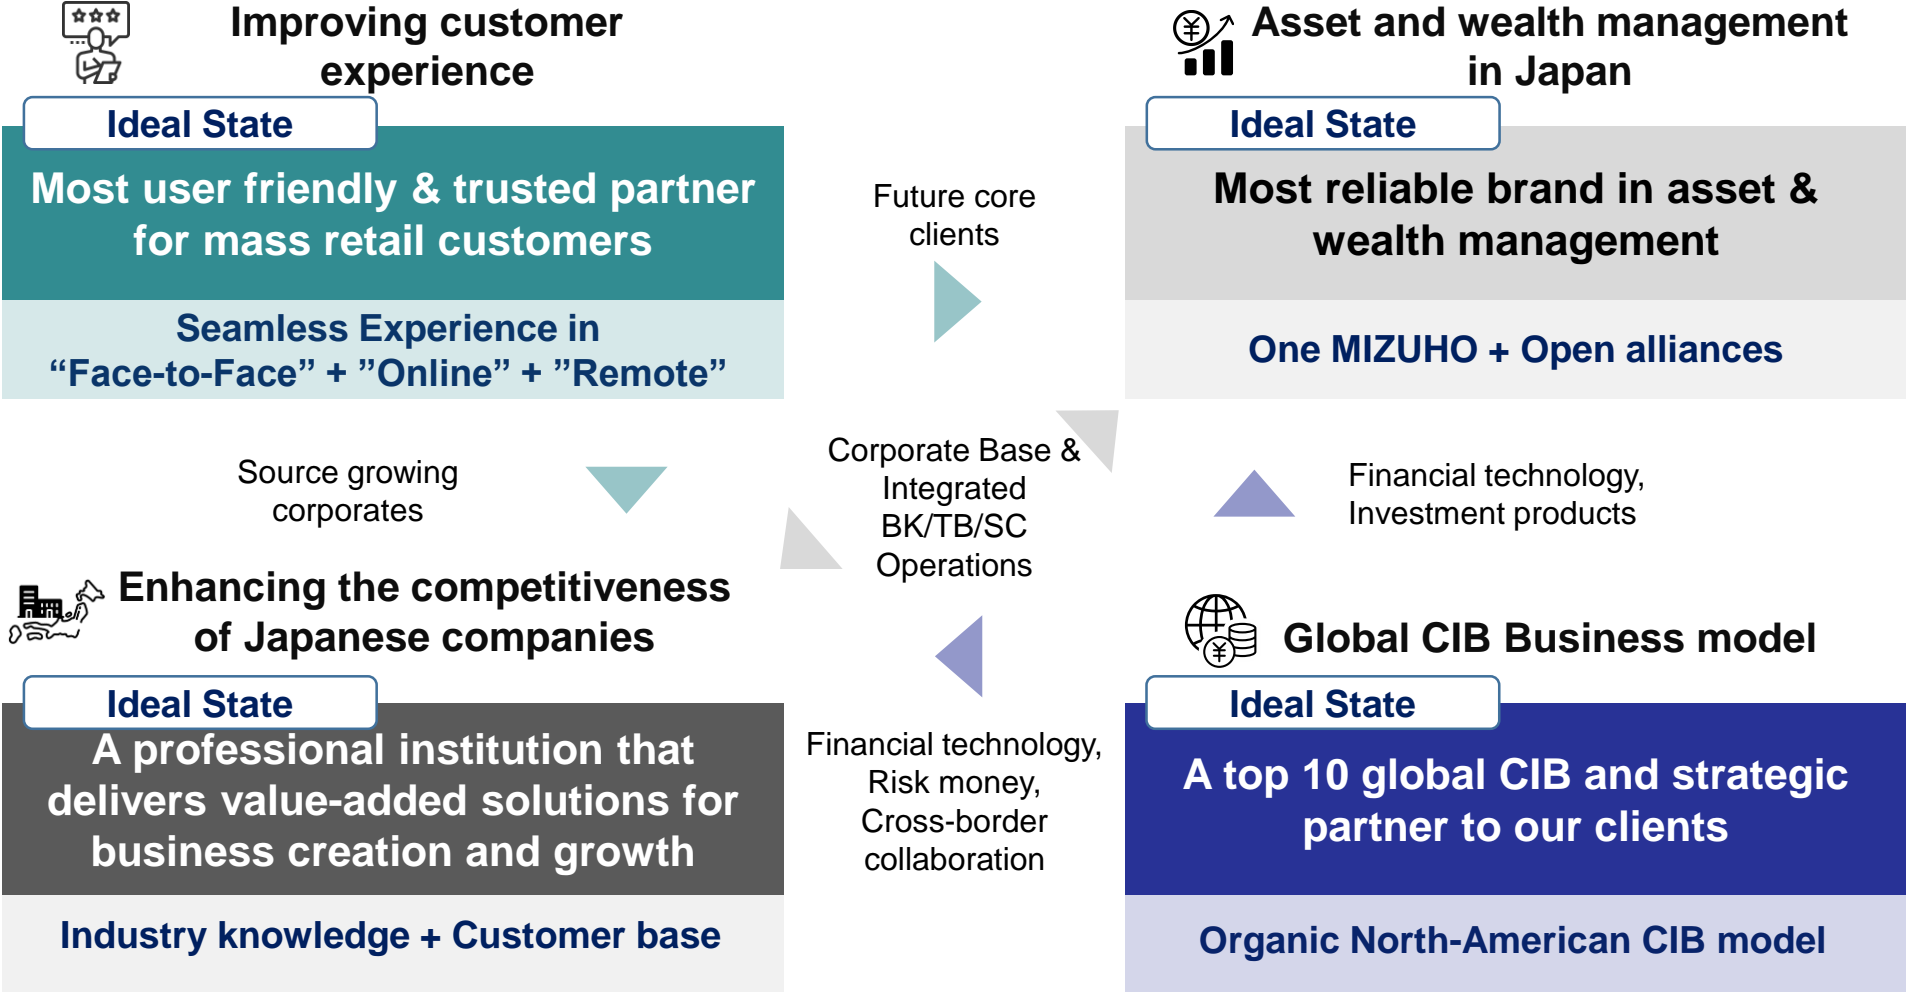 Improving customer
experience
Ideal State
Most user friendly & trusted partner
for mass retail customers
Seamless Experience in
“Face-to-Face” + ”Online” + ”Remote”
Future core
clients
Asset and wealth management
in Japan
Ideal State
Most reliable brand in asset &
wealth management
One MIZUHO + Open alliances
Source growing
corporates
Corporate Base &
Integrated
BK/TB/SC
Operations
Financial technology,
Investment products
Enhancing the competitiveness
of Japanese companies
Ideal State
A professional institution that
delivers value-added solutions for
business creation and growth
Industry knowledge + Customer base
Financial technology,
Risk money,
Cross-border
collaboration
Global CIB Business model
Ideal State
A top 10 global CIB and strategic
partner to our clients
Organic North-American CIB model